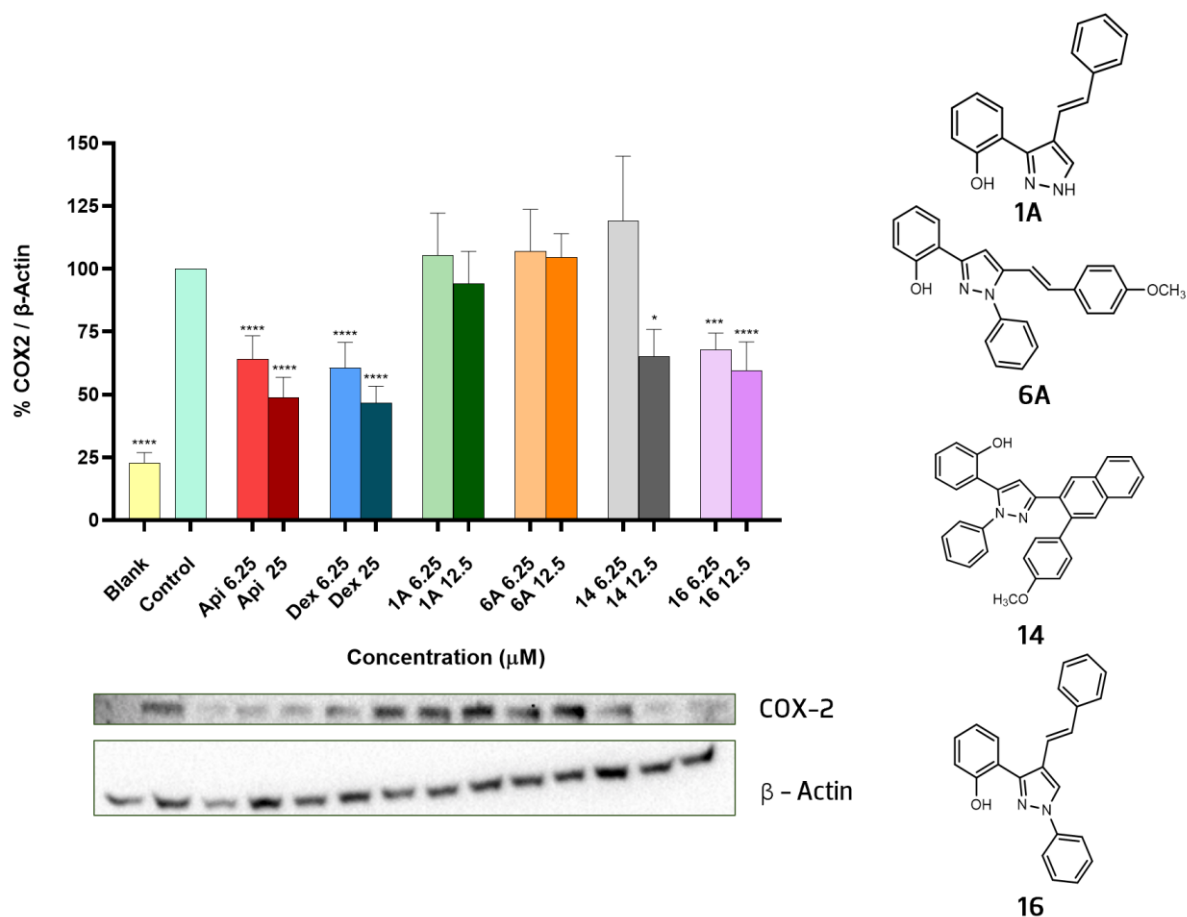 150
125
100
75
50
25
0
% COX2 / β-Actin
****
****
****
****
****
*
***
****
Blank
Control
Api 6.25
Api 25
Dex 6.25
Dex 25
1A 6.25
1A 12.5
6A 6.25
6A 12.5
14 6.25
14 12.5
16 6.25
16 12.5
Concentration (μM)
COX-2
β - Actin
OH
N
NH
1A
OH
N
N
OCH3
6A
OH
N
N
H3CO
14
OH
N
N
16